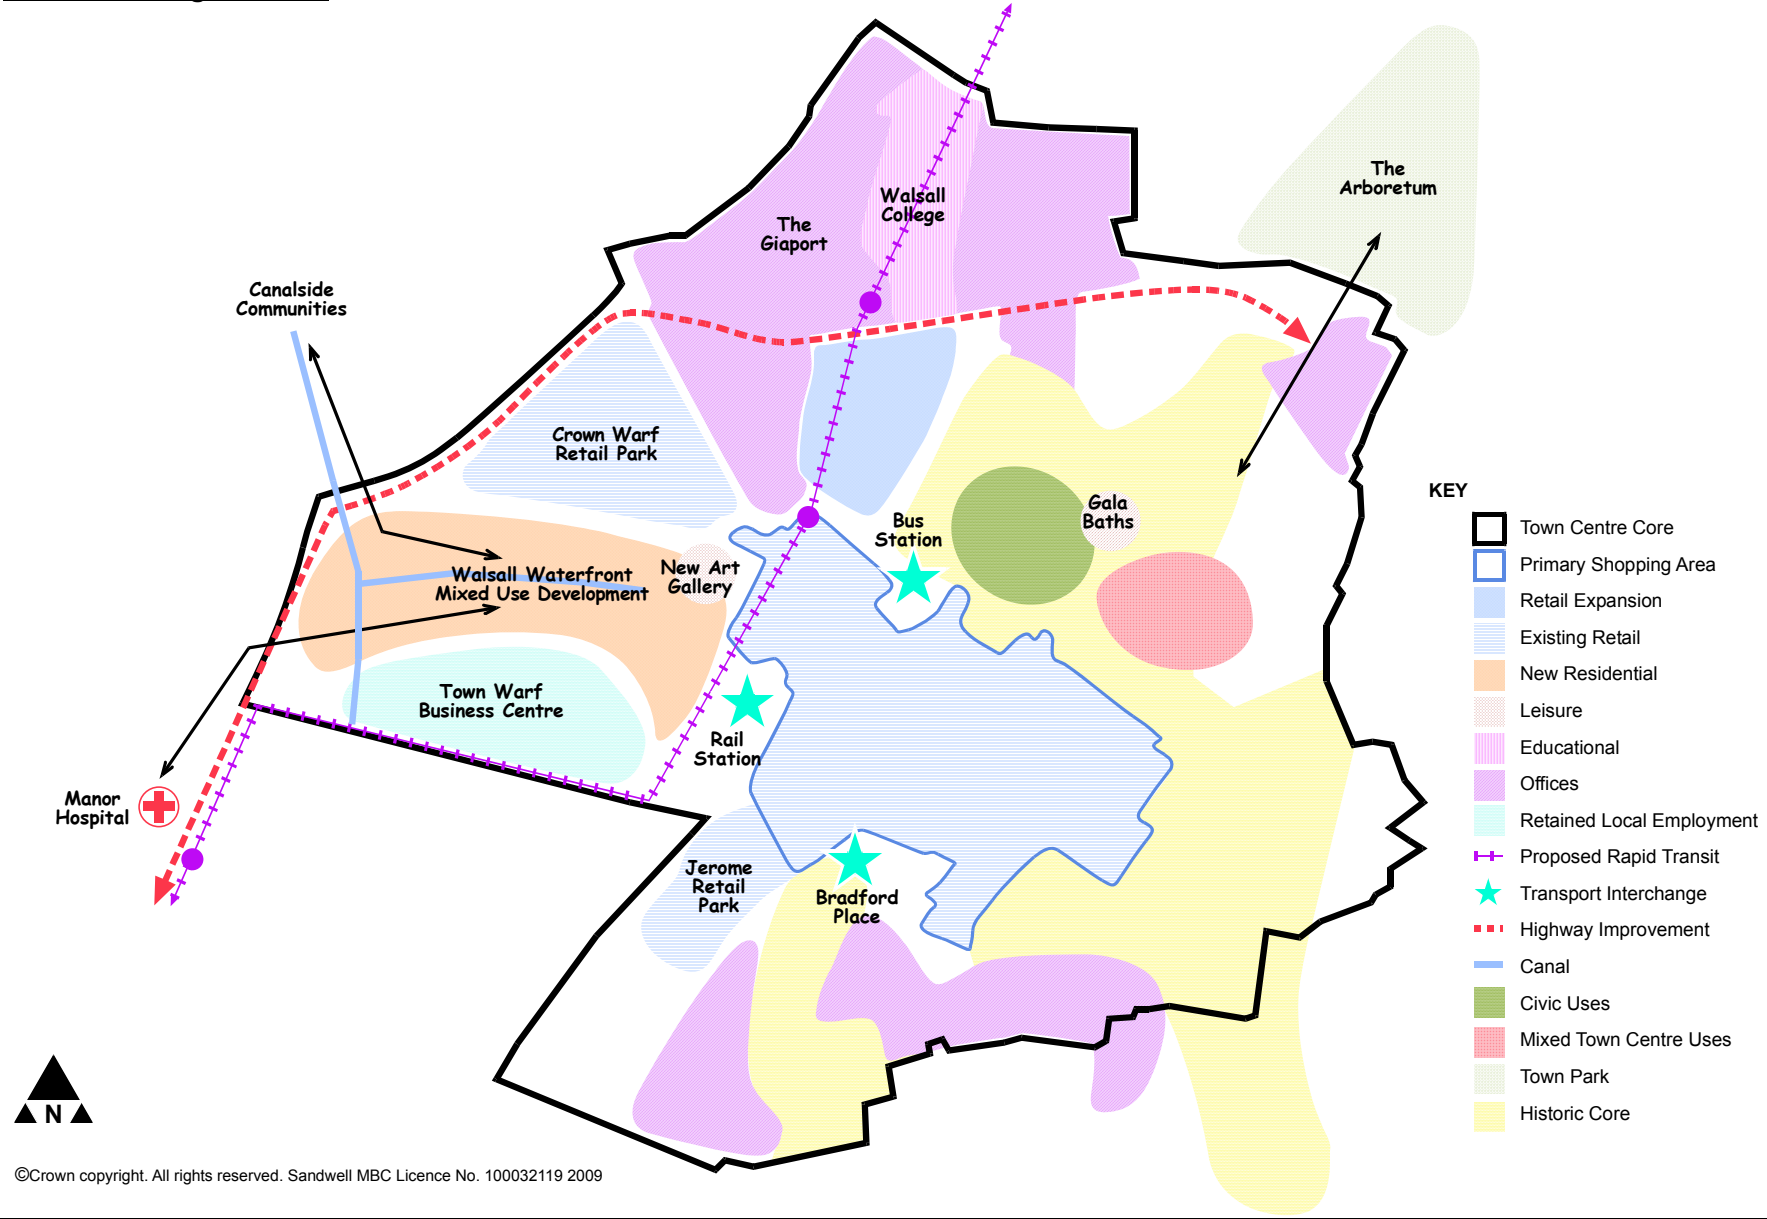 The
Arboretum
Walsall
College
The
Giaport
Canalside
Communities
Crown Warf
Retail Park
Gala
Baths
Bus
Station
New Art
Gallery
Walsall Waterfront
Mixed Use Development
Town Warf
Business Centre
Rail
Station
Manor
Hospital
Jerome
Retail
Park
Bradford
Place
KEY
Town Centre Core
Primary Shopping Area
Retail Expansion
Existing Retail
New Residential
Leisure
Educational
Offices
Retained Local Employment
Proposed Rapid Transit
Transport Interchange
Highway Improvement
Canal
Civic Uses
Mixed Town Centre Uses
Town Park
Historic Core
N
©Crown copyright. All rights reserved. Sandwell MBC Licence No. 100032119 2009